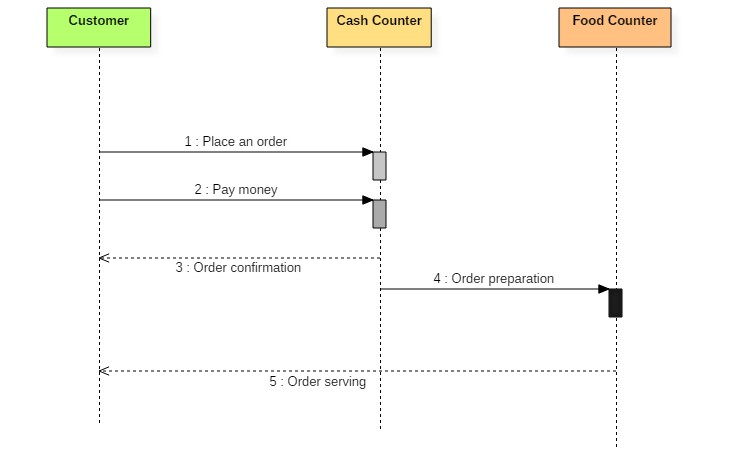 Customer
Cash Counter
Food Counter
1 : Place an order
2 : Pay money
3 : Order confirmation
4 : Order preparation
5 : Order serving